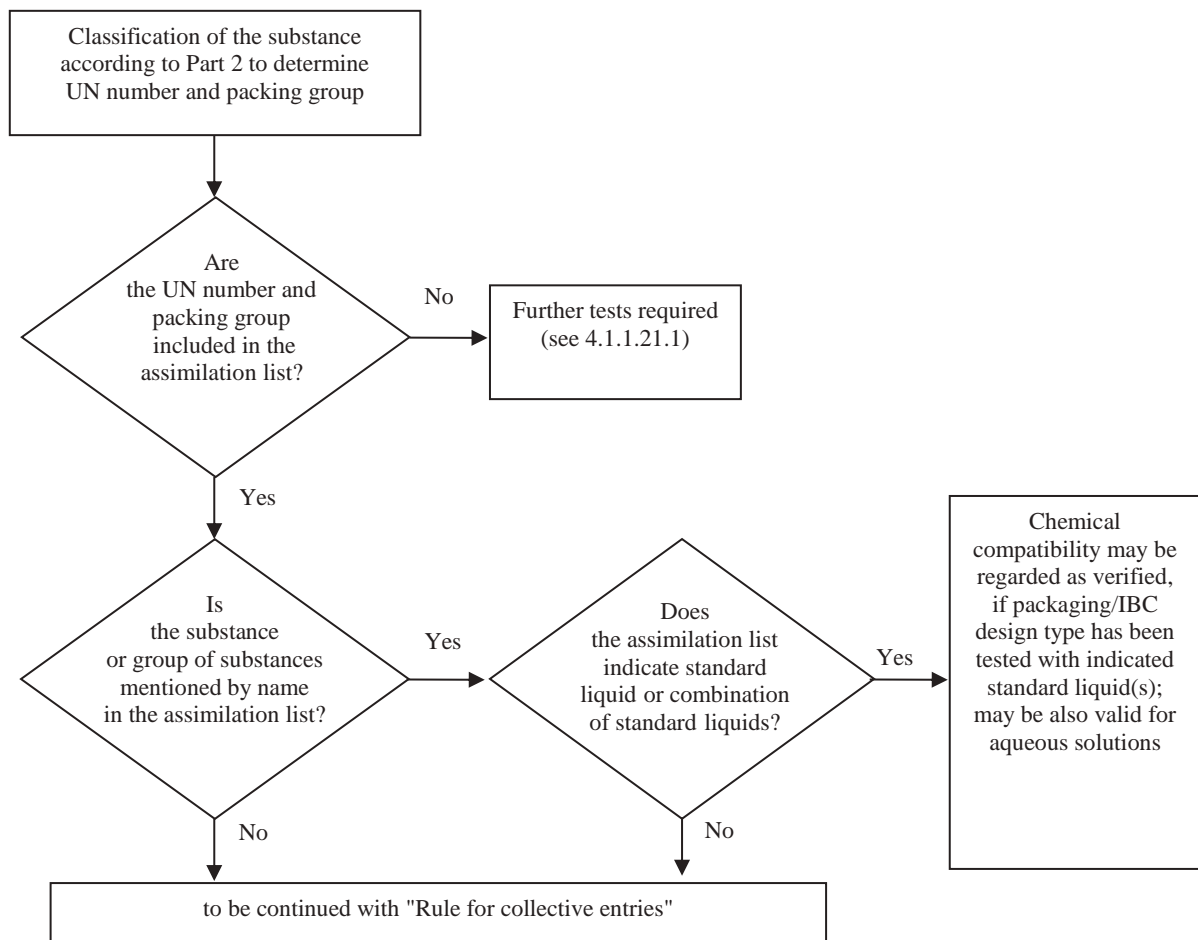 Classification of the substance
according to Part 2 to determine
UN number and packing group
Are
the UN number and
packing group
included in the
assimilation list?
No
Further tests required
(see 4.1.1.21.1)
Yes
Is
the substance
or group of substances
mentioned by name
in the assimilation list?
Yes
Does
the assimilation list
indicate standard
liquid or combination
of standard liquids?
Yes
Chemical
compatibility may be
regarded as verified,
if packaging/IBC
design type has been
tested with indicated
standard liquid(s);
may be also valid for
aqueous solutions
No
No
to be continued with "Rule for collective entries"